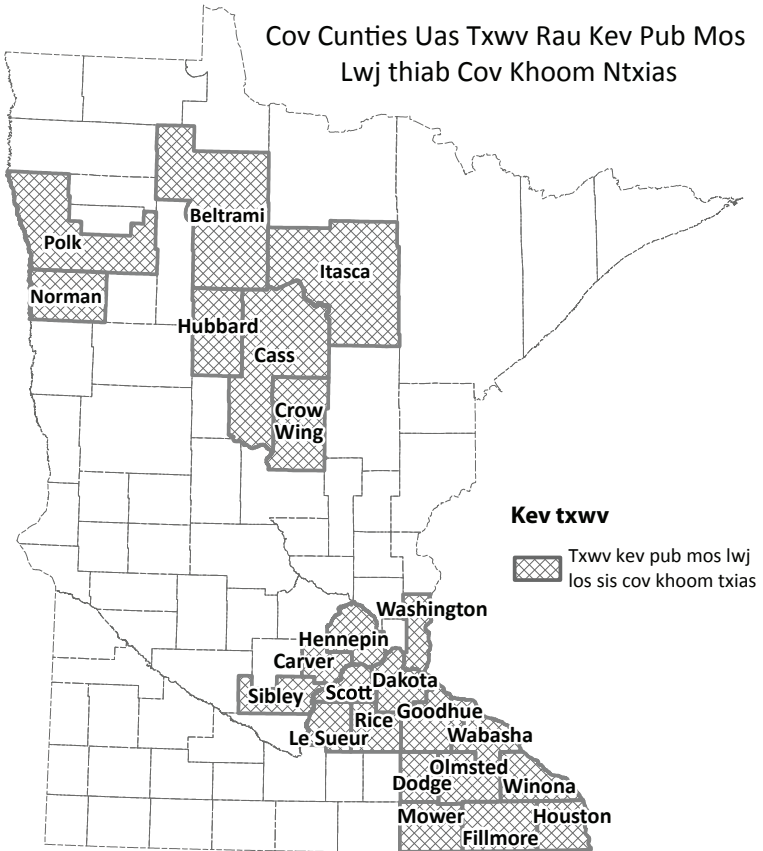 Cov Cunties Uas Txwv Rau Kev Pub Mos
Lwj thiab Cov Khoom Ntxias
Beltrami
Polk
Itasca
Norman
Hubbard
Cass
Crow
Wing
Kev txwv
Txwv kev pub mos lwj
los sis cov khoom txias
Washington
Hennepin
Carver
Dakota
Sibley
Scott
Goodhue
Rice
Wabasha
Le Sueur
Olmsted
Dodge
Winona
Mower
Houston
Fillmore